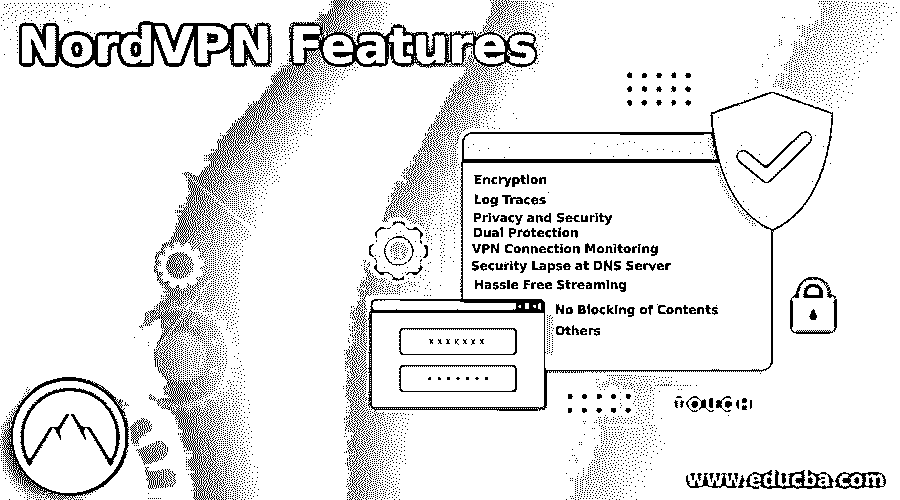 NordVPN Features
Encryption
Log Traces
Privacy and Security
Dual Protection
VPN Connection Monitoring
Security Lapse at DNS Server
Hassle Free Streaming
No Blocking of Contents
Others
xxxxxxx
www.educba.com